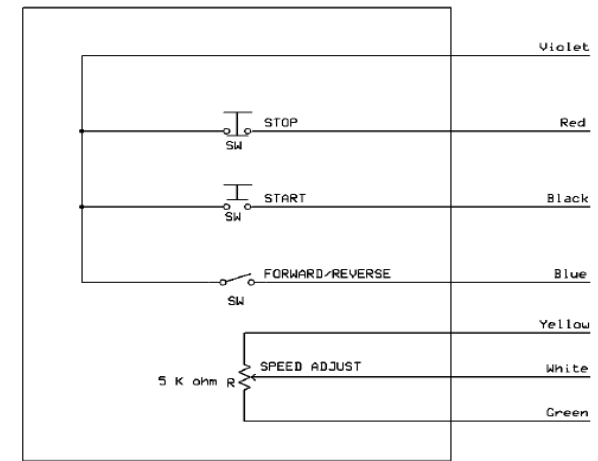 Violet
STOP
Red
SW
START
Black
SW
FORWARD/REVERSE
Blue
SW
Yellow
SPEED ADJUST
White
5 K ohm R
Green